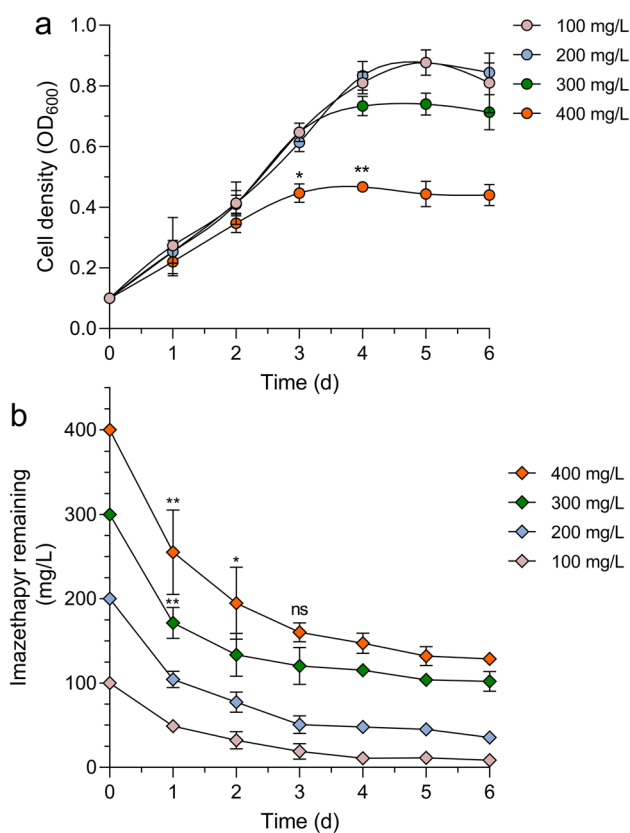 a
1.0
0.8
0.6
0.4
0.2
0.0
Cell density (OD600)
*
**
0 1 2 3 4 5 6
Time (d)
100 mg/L
200 mg/L
300 mg/L
400 mg/L
b
400
300
200
100
0
Imazethapyr remaining
(mg/L)
**
*
**
ns
0 1 2 3 4 5 6
Time (d)
400 mg/L
300 mg/L
200 mg/L
100 mg/L